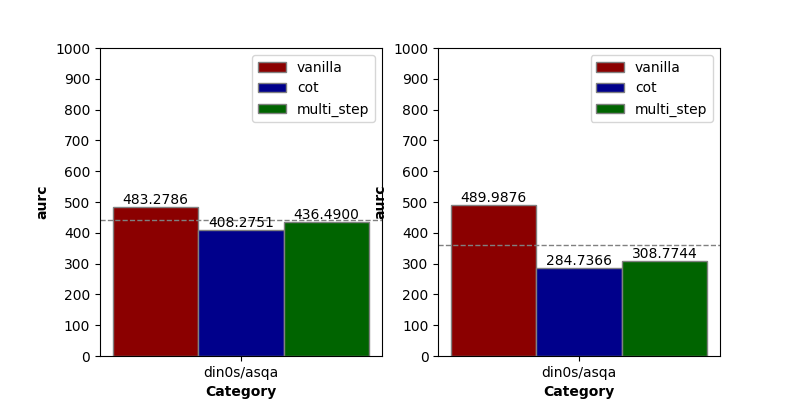 1000
900
800
700
600
500
400
300
200
100
0
aurc
vanilla
cot
multi_step
483.2786
408.2751
436.4900
din0s/asqa
Category
1000
900
800
700
600
500
400
300
200
100
0
aurc
vanilla
cot
multi_step
489.9876
284.7366
308.7744
din0s/asqa
Category